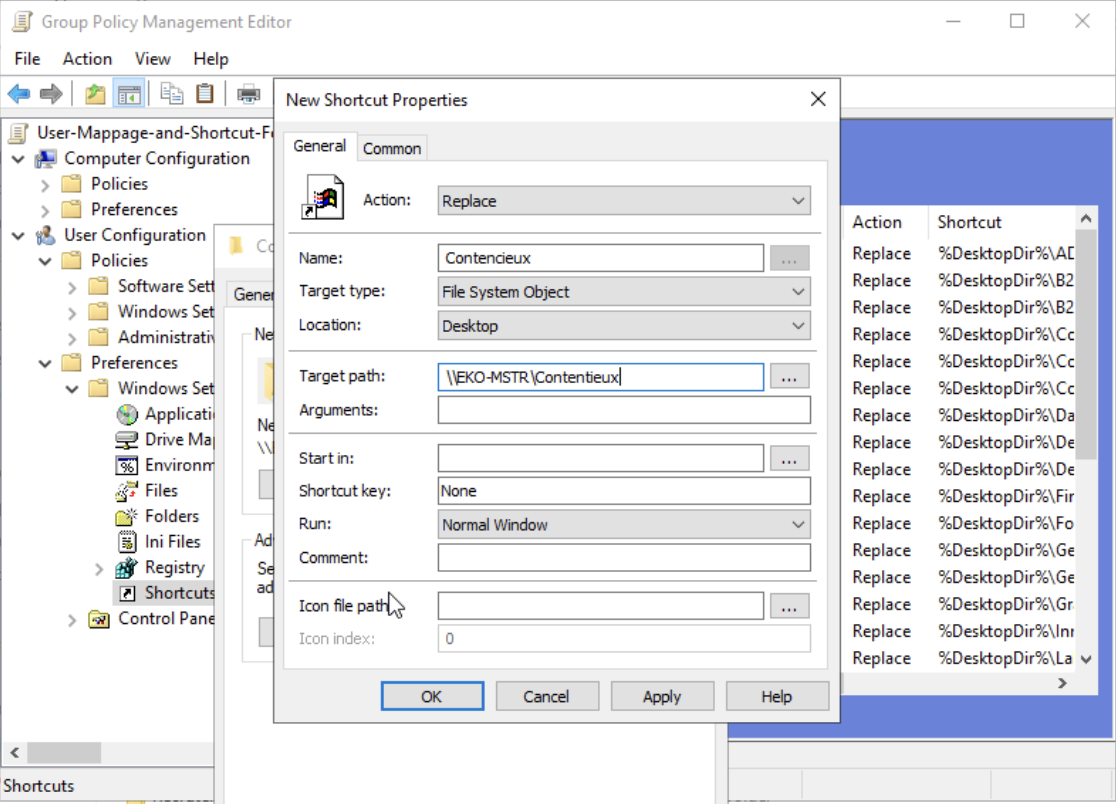 Group Policy Management Editor
File Action View Help
User-Mappage-and-Shortcut-F
Computer Configuration
Policies
Preferences
User Configuration
Policies
Software Sett
Windows Set
Administrativ
Preferences
Windows Set
Applicati
Drive Ma
Environm
Files
Folders
Ini Files
Registry
Shortcuts
Control Pane
Shortcuts
Gener
Ne
Ne
\\
Ad
Se
ad
New Shortcut Properties
General Common
Action: Replace
Name: Contencieux ...
Target type: File System Object
Location: Desktop
Target path: \\EKO-MSTR\Contentieux ...
Arguments:
Start in: ...
Shortcut key: None
Run: Normal Window
Comment:
Icon file path ...
Icon index: 0
OK Cancel Apply Help
Action Shortcut
Replace %DesktopDir%\AD
Replace %DesktopDir%\B2
Replace %DesktopDir%\B2
Replace %DesktopDir%\Cc
Replace %DesktopDir%\Cc
Replace %DesktopDir%\Cc
Replace %DesktopDir%\Da
Replace %DesktopDir%\De
Replace %DesktopDir%\De
Replace %DesktopDir%\Fir
Replace %DesktopDir%\Fo
Replace %DesktopDir%\Ge
Replace %DesktopDir%\Ge
Replace %DesktopDir%\Gr
Replace %DesktopDir%\Inr
Replace %DesktopDir%\La